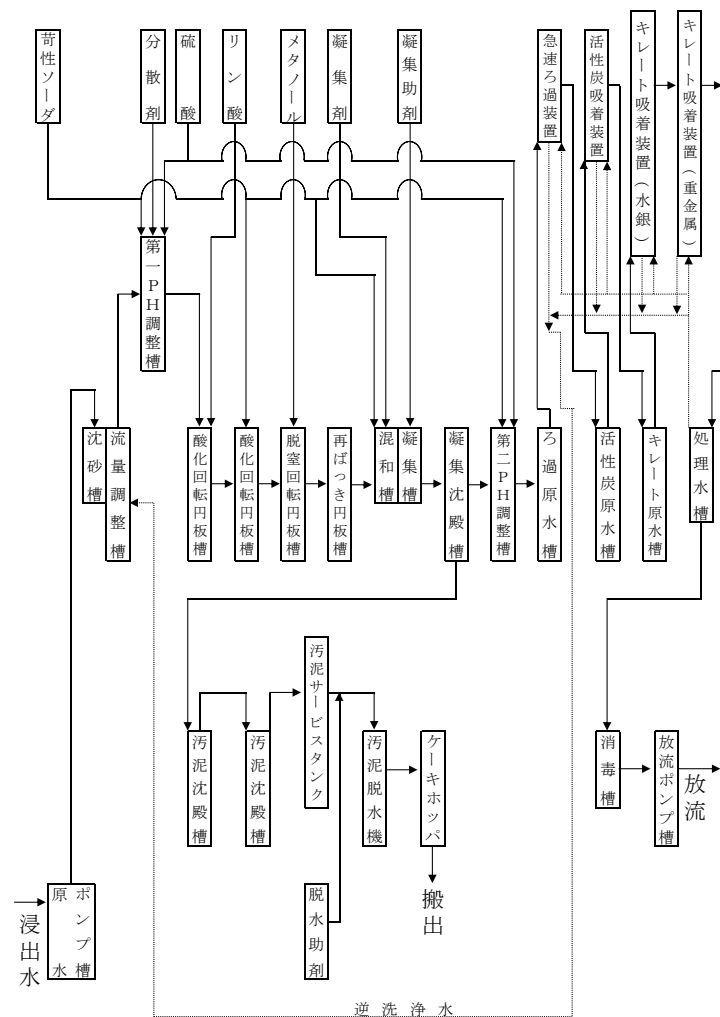 苛性ソーダ
分散剤
硫酸
リン酸
メタノール
凝集剤
凝集助剤
急速ろ過装置
活性炭吸着装置
キレート吸着装置(水銀)
キレート吸着装置(重金属)
第一PH調整槽
沈砂槽
流量調整槽
酸化回転円板槽
酸化回転円板槽
脱窒回転円板槽
再ばつき円板槽
混和槽
凝集槽
凝集沈殿槽
第二PH調整槽
ろ過原水槽
活性炭原水槽
キレート原水槽
処理水槽
汚泥沈殿槽
汚泥沈殿槽
汚泥サービスタンク
汚泥脱水機
ケーキホッパ
搬出
消毒槽
放流ポンプ槽
放流
原水
ポンプ槽
浸出水
脱水助剤
逆洗浄水